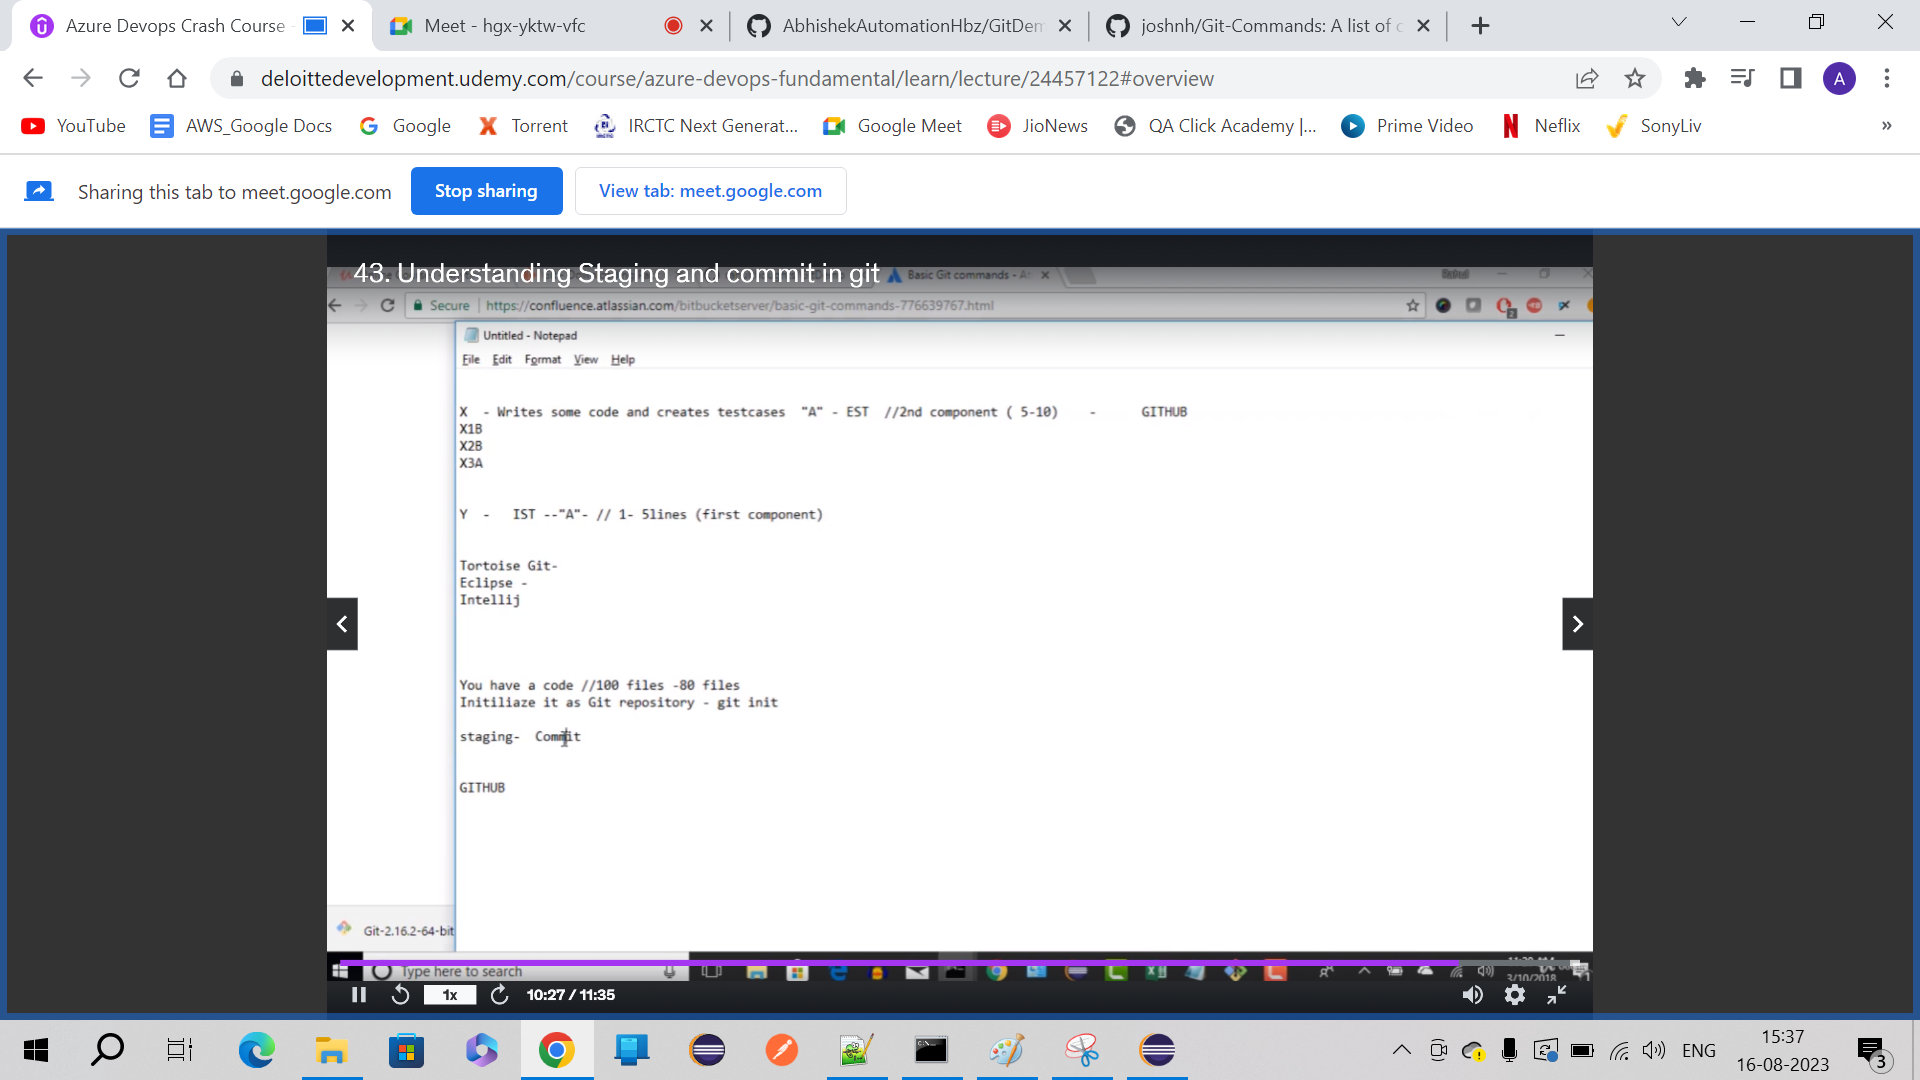 Azure Devops Crash Course
Meet - hgx-yktw-vfc
AbhishekAutomationHbz/GitDem
joshnh/Git-Commands: A list of c
deloittedevelopment.udemy.com/course/azure-devops-fundamental/learn/lecture/24457122#overview
A
YouTube
AWS_Google Docs
Google
Torrent
IRCTC Next Generat...
Google Meet
JioNews
QA Click Academy |...
Prime Video
Neflix
SonyLiv
»
Sharing this tab to meet.google.com
Stop sharing
View tab: meet.google.com
43. Understanding Staging and commit in git
Basic Git commands - At
Secure | https://confluence.atlassian.com/bitbucketserver/basic-git-commands-776639767.html
Untitled - Notepad
File Edit Format View Help
X - Writes some code and creates testcases "A" - EST //2nd component ( 5-10) - GITHUB
X1B
X2B
X3A
Y - IST --"A"- // 1- 5lines (first component)
Tortoise Git-
Eclipse -
Intellij
You have a code //100 files -80 files
Initiliaze it as Git repository - git init
staging- Commit
GITHUB
Git-2.16.2-64-bit
Type here to search
3/10/2018
1x
10:27 / 11:35
ENG
15:37
16-08-2023
3